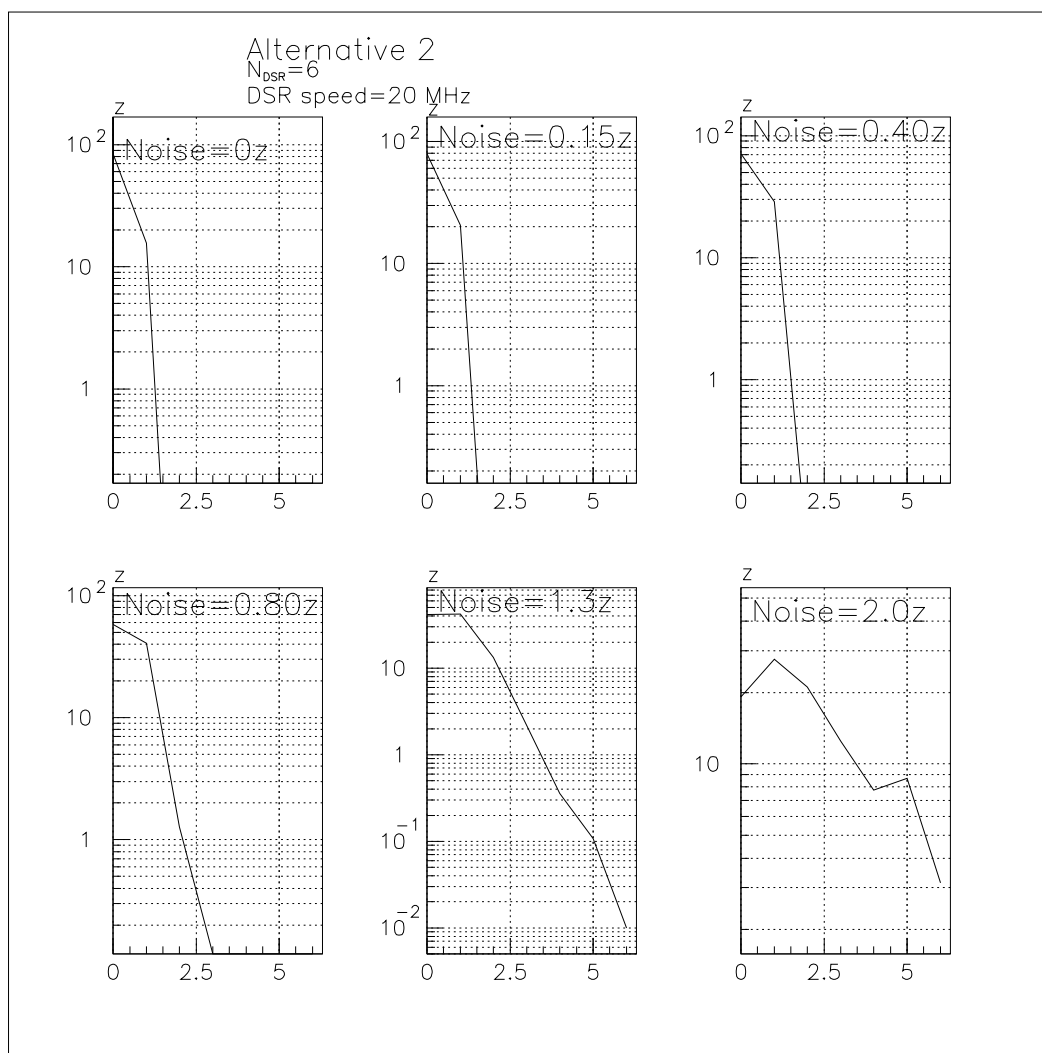 Alternative 2
N_DSR=6
DSR speed=20 MHz
z
Noise=0z
10^2
10
1
0 2.5 5
z
Noise=0.15z
10^2
10
1
0 2.5 5
z
Noise=0.40z
10^2
10
1
0 2.5 5
z
Noise=0.80z
10^2
10
1
0 2.5 5
z
Noise=1.3z
10
1
10^-1
10^-2
0 2.5 5
z
Noise=2.0z
10
0 2.5 5